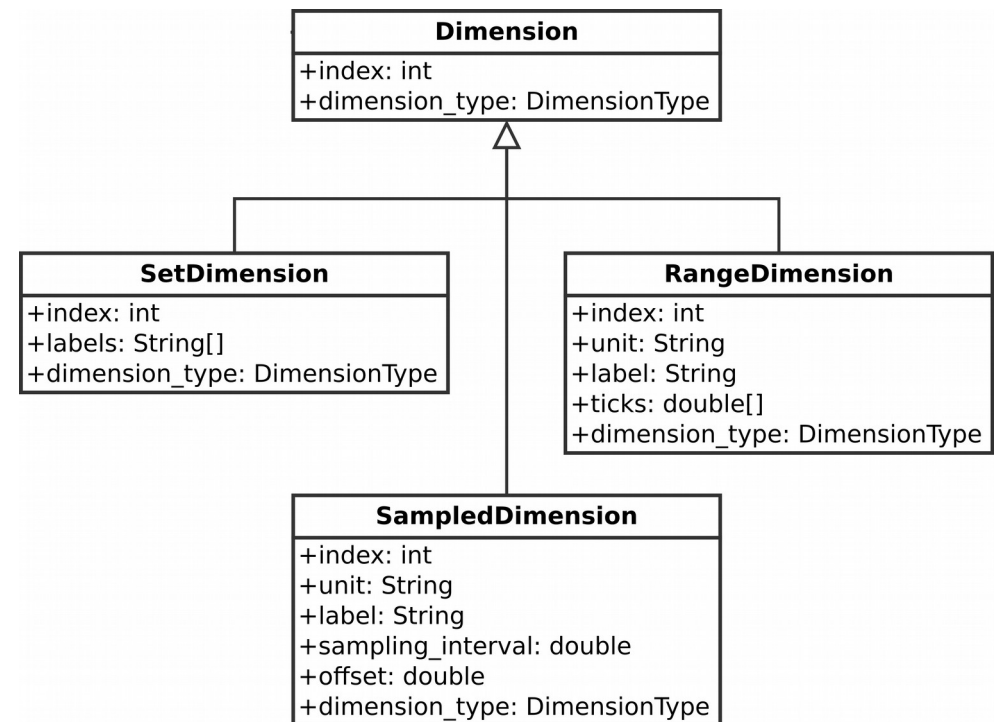 Dimension
+index: int
+dimension_type: DimensionType
SetDimension
+index: int
+labels: String[]
+dimension_type: DimensionType
RangeDimension
+index: int
+unit: String
+label: String
+ticks: double[]
+dimension_type: DimensionType
SampledDimension
+index: int
+unit: String
+label: String
+sampling_interval: double
+offset: double
+dimension_type: DimensionType